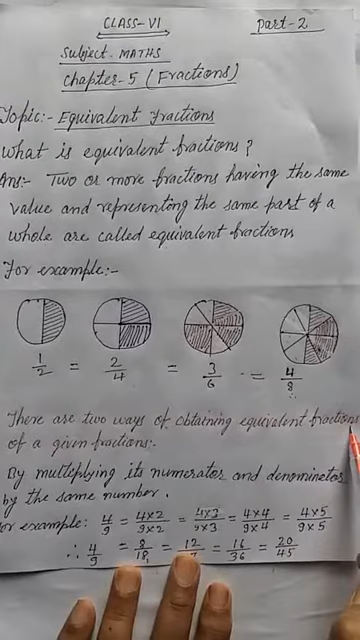 CLASS-VI Part-2
Subject- MATHS
Chapter-5 (Fractions)
Topic:- Equivalent Fractions
What is equivalent fractions?
Ans:- Two or more fractions having the same
value and representing the same part of a
whole are called equivalent fractions
For example:-
1/2 = 2/4 = 3/6 = 4/8
There are two ways of obtaining equivalent fractions
of a given fractions:-
By multiplying its numerator and denominator
by the same number.
For example: 4/9 = 4×2/9×2 = 4×3/9×3 = 4×4/9×4 = 4×5/9×5
∴ 4/9 = 8/18 = 12/ = 16/36 = 20/45